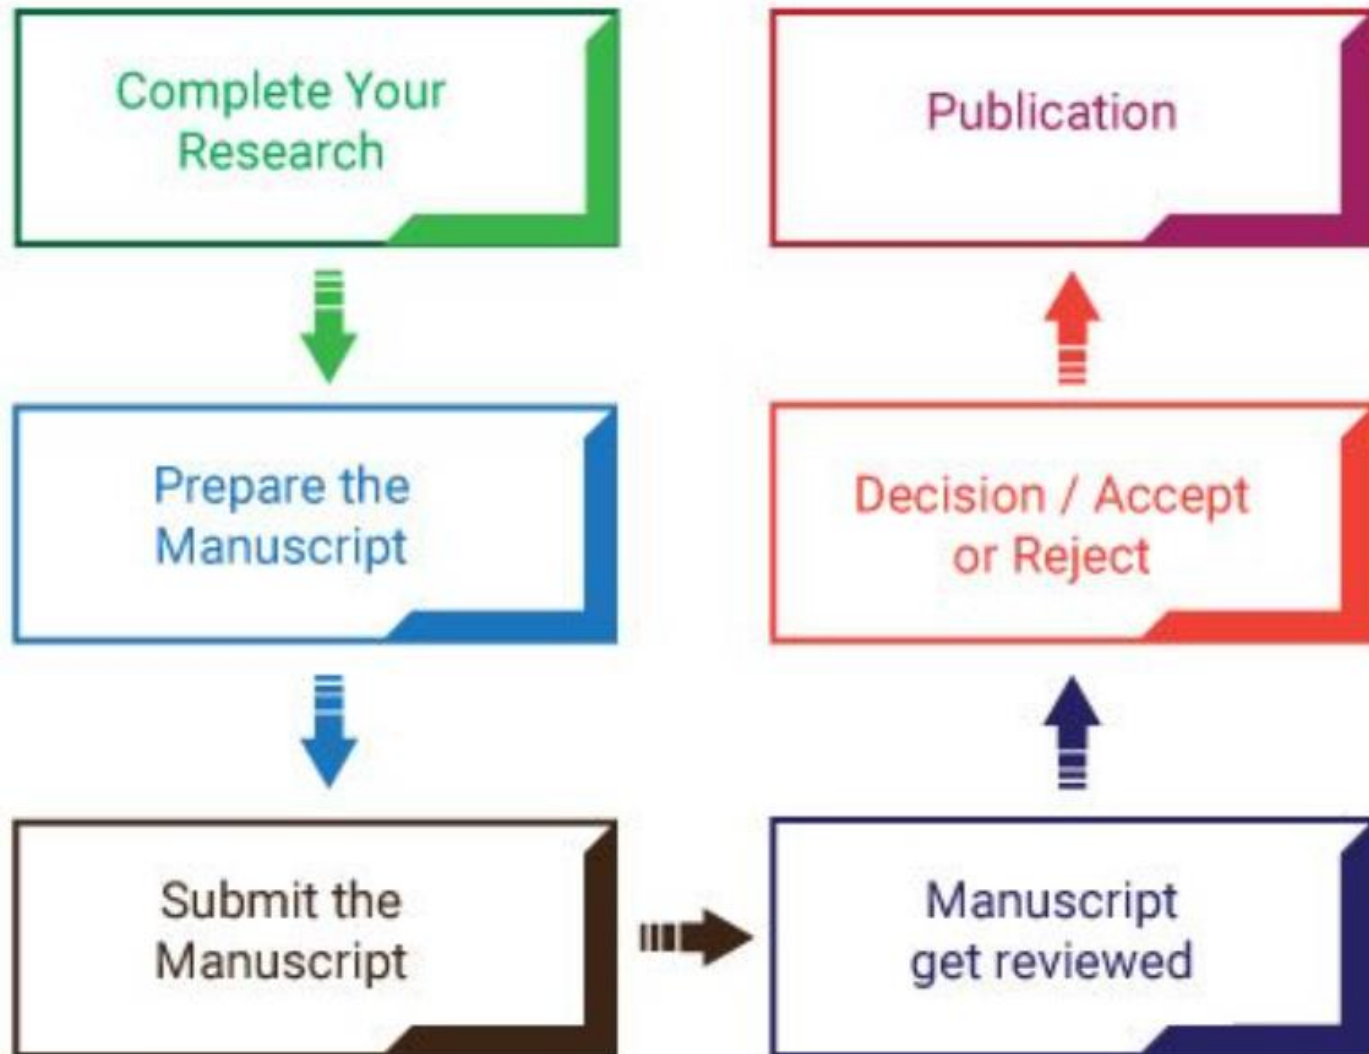 Complete Your
Research
Prepare the
Manuscript
Submit the
Manuscript
Manuscript
get reviewed
Decision / Accept
or Reject
Publication